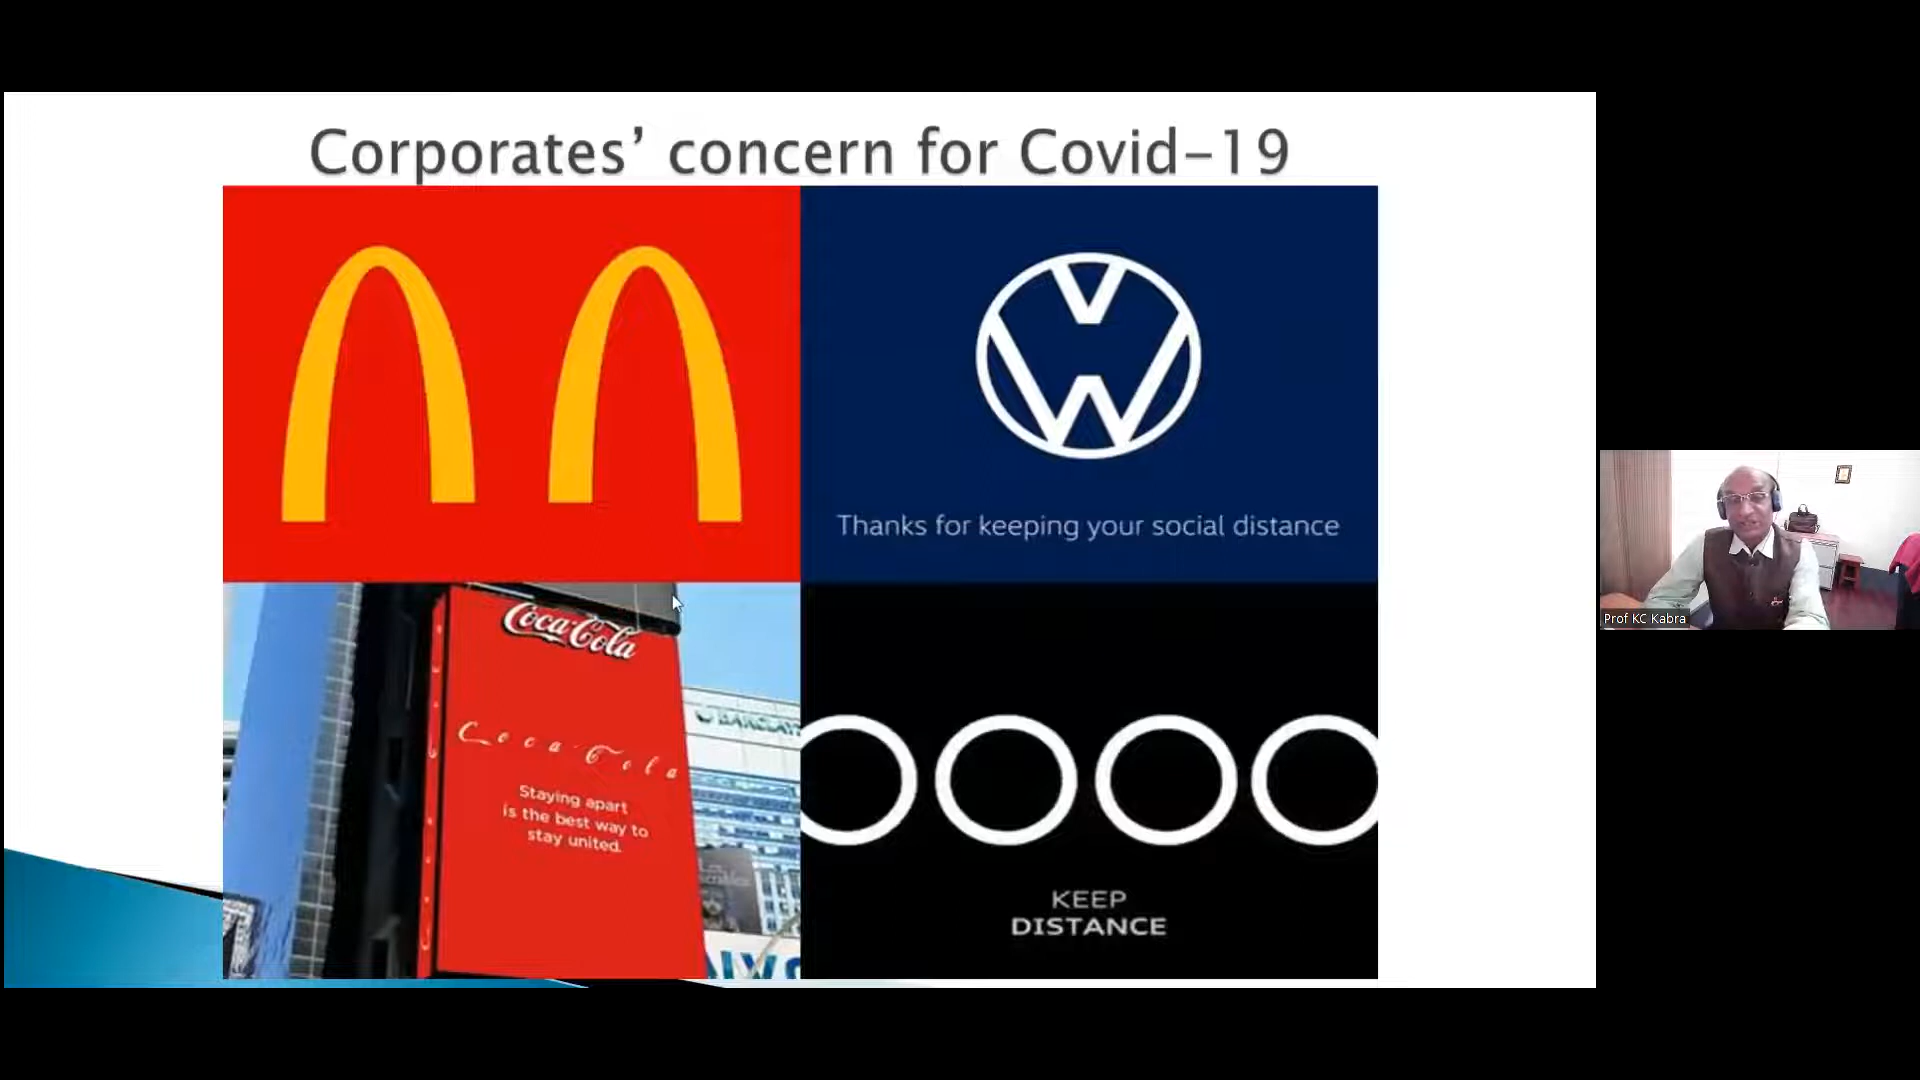 Corporates’ concern for Covid-19
Thanks for keeping your social distance
Coca-Cola
Coca-Cola
Staying apart
is the best way to
stay united.
BARCLAYS
KEEP
DISTANCE
Prof KC Kabra